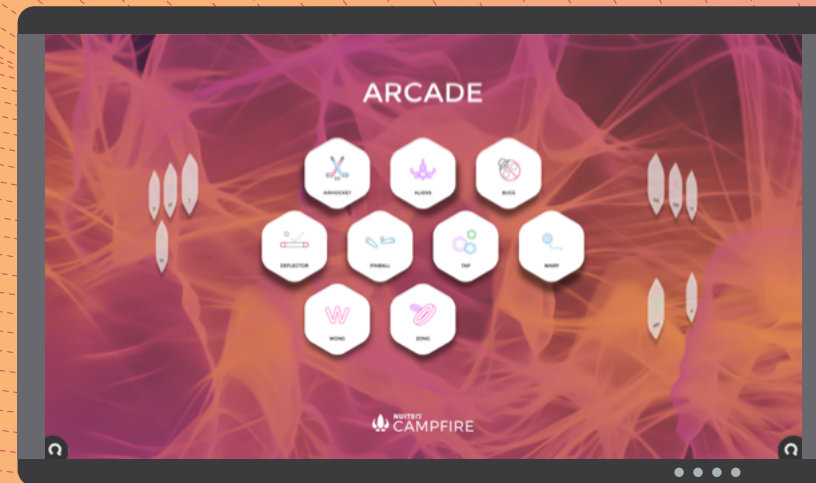 ARCADE
AIRHOCKEY
ALIENS
BUGS
DEFLECTOR
PINBALL
TAP
WARP
WONG
ZONG
NUITEQ
CAMPFIRE